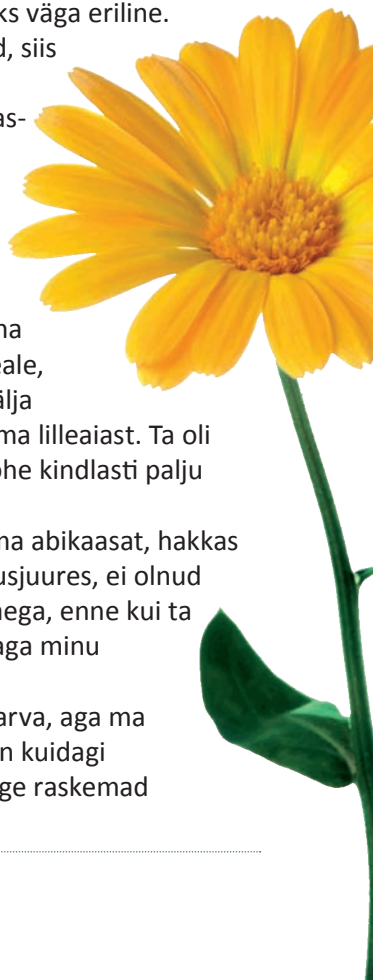 ks väga eriline.
d, siis
as-
na
eale,
älja
ma lilleaiast. Ta oli
ohe kindlasti palju
na abikaasat, hakkas
usjuures, ei olnud
nega, enne kui ta
aga minu
arva, aga ma
n kuidagi
ge raskemad